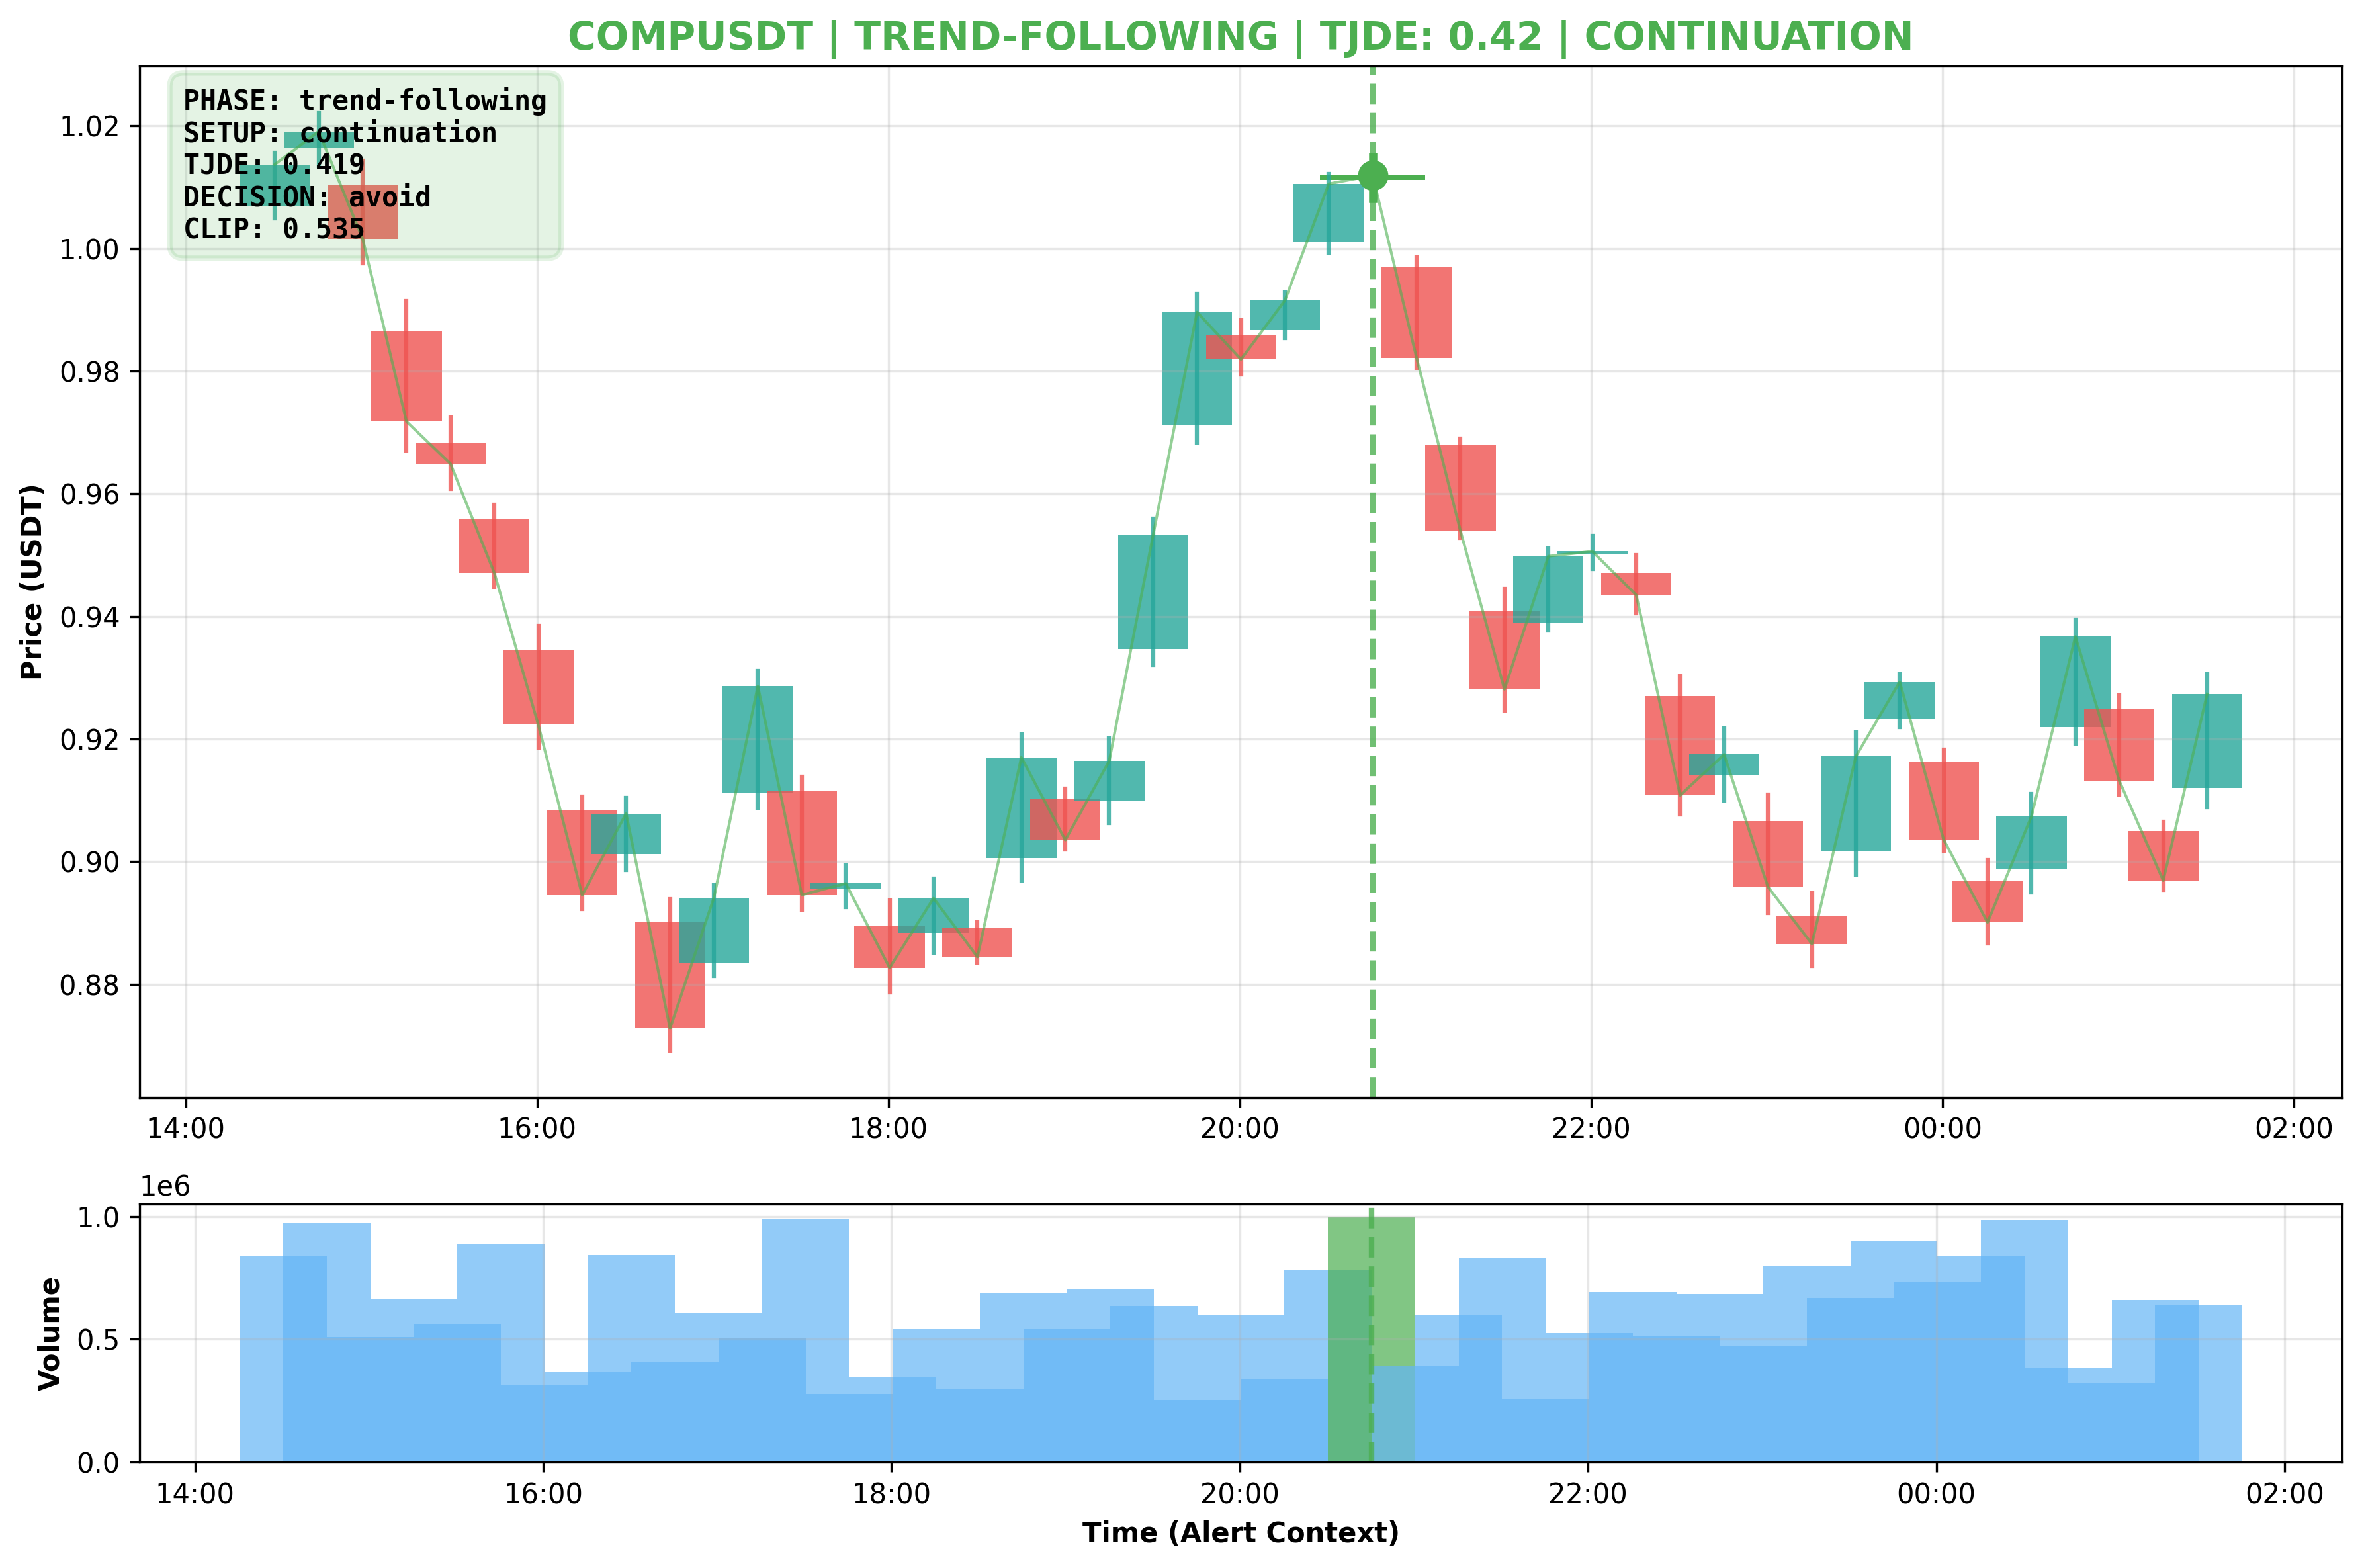 COMPUSDT | TREND-FOLLOWING | TJDE: 0.42 | CONTINUATION
PHASE: trend-following
SETUP: continuation
TJDE: 0.419
DECISION: avoid
CLIP: 0.535
Price (USDT)
1.02
1.00
0.98
0.96
0.94
0.92
0.90
0.88
14:00 16:00 18:00 20:00 22:00 00:00 02:00
1e6
Volume
1.0
0.5
0.0
14:00 16:00 18:00 20:00 22:00 00:00 02:00
Time (Alert Context)